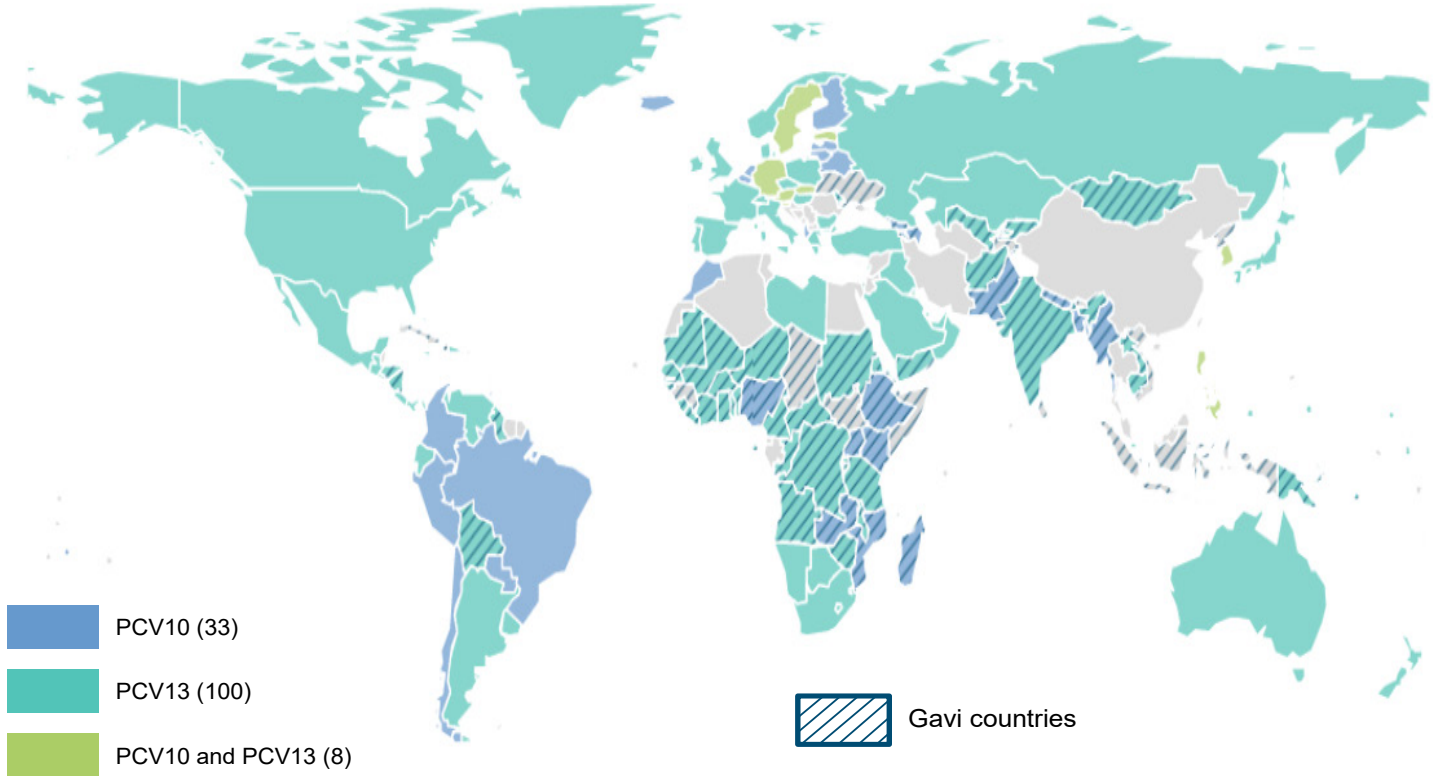 PCV10 (33)
PCV13 (100)
Gavi countries
PCV10 and PCV13 (8)